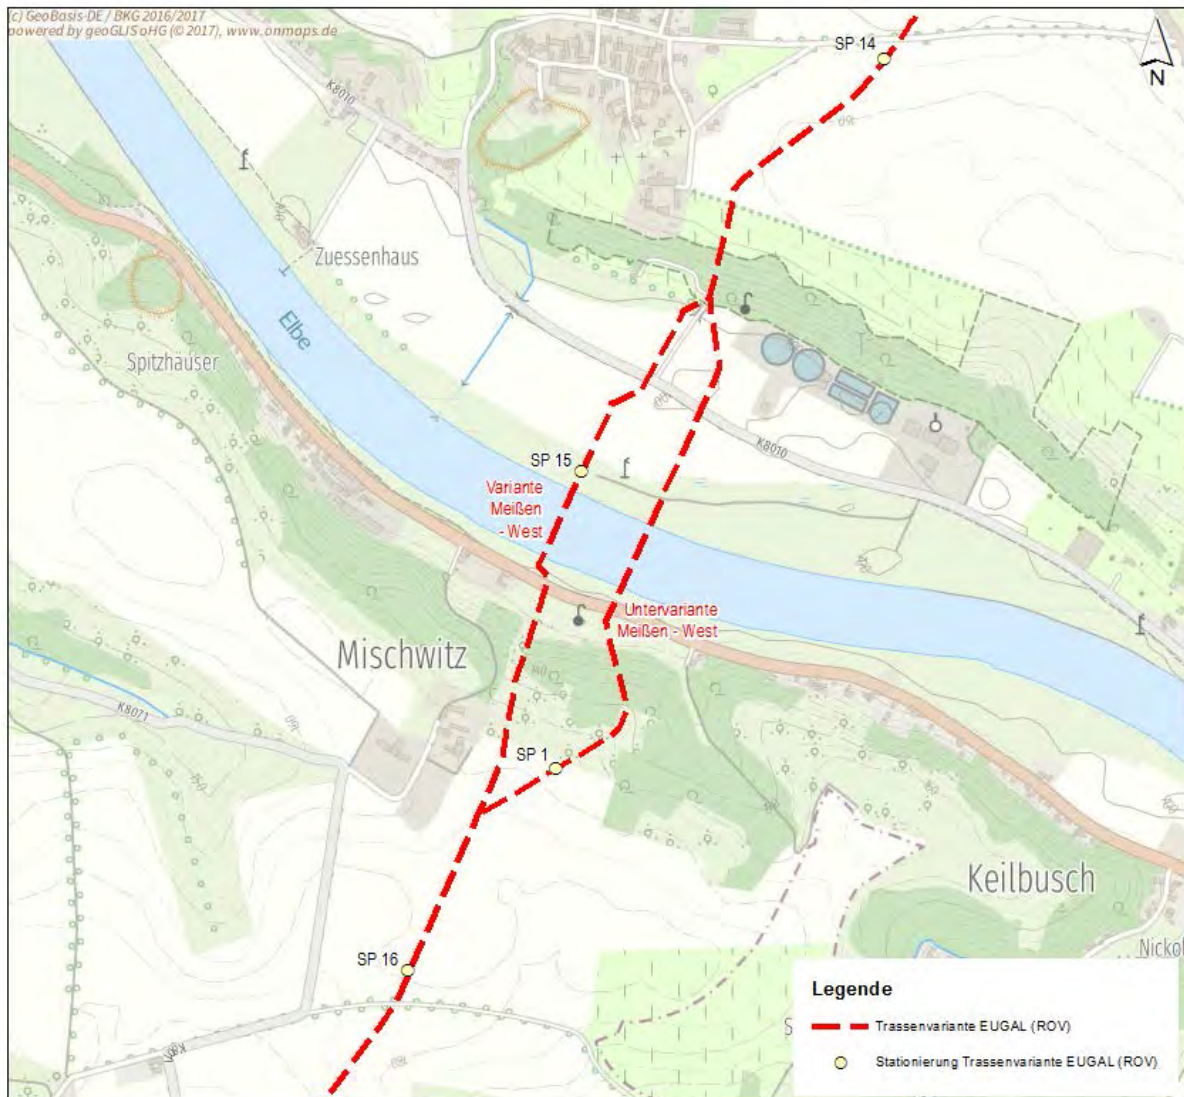 (c) GeoBasis-DE / BKG 2016/2017
powered by geoGLIS oHG (© 2017), www.onmaps.de
SP 14
N
K8010
Zuessenhaus
Elbe
Spitzhäuser
SP 15
K8010
Variante
Meißen
- West
Untervariante
Meißen - West
Mischwitz
K8071
SP 1
Keilbusch
SP 16
Legende
Trassenvariante EUGAL (ROV)
Stationierung Trassenvariante EUGAL (ROV)